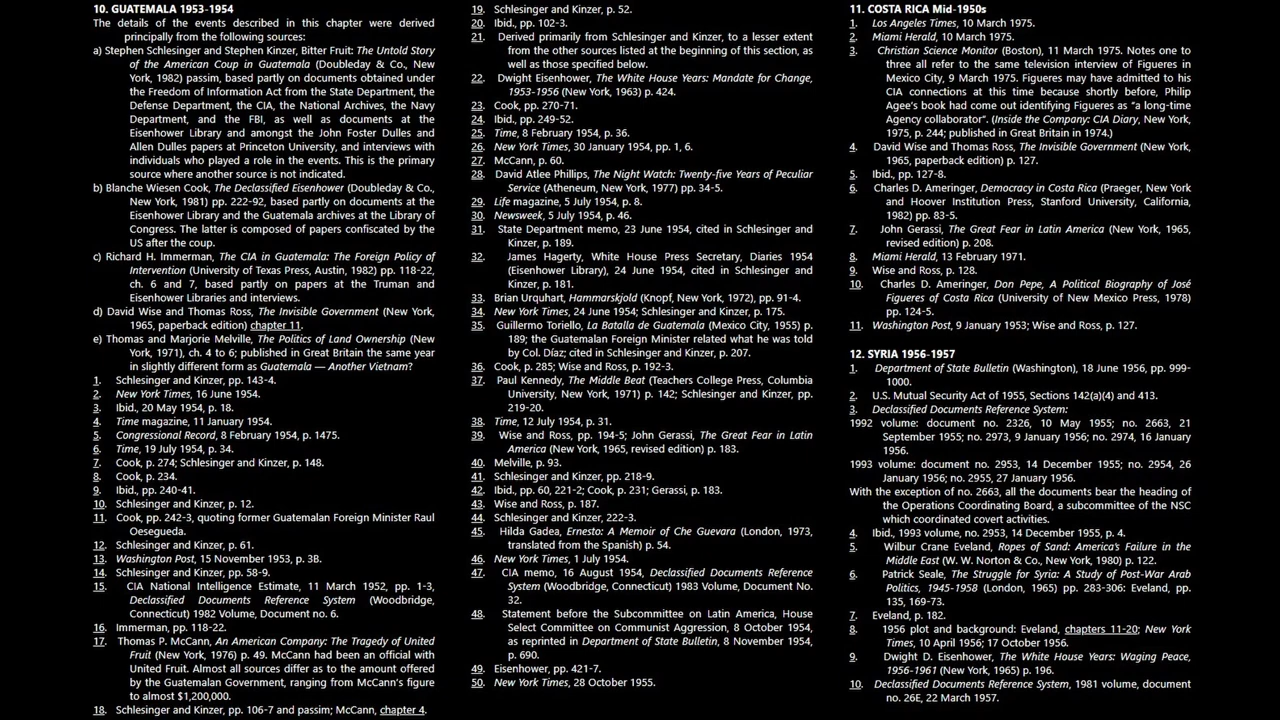 10. GUATEMALA 1953-1954
The details of the events described in this chapter were derived
principally from the following sources:
a) Stephen Schlesinger and Stephen Kinzer, Bitter Fruit: The Untold Story
of the American Coup in Guatemala (Doubleday & Co., New
York, 1982) passim, based partly on documents obtained under
the Freedom of Information Act from the State Department, the
Defense Department, the CIA, the National Archives, the Navy
Department, and the FBI, as well as documents at the
Eisenhower Library and amongst the John Foster Dulles and
Allen Dulles papers at Princeton University, and interviews with
individuals who played a role in the events. This is the primary
source where another source is not indicated.
b) Blanche Wiesen Cook, The Declassified Eisenhower (Doubleday & Co.,
New York, 1981) pp. 222-92, based partly on documents at the
Eisenhower Library and the Guatemala archives at the Library of
Congress. The latter is composed of papers confiscated by the
US after the coup.
c) Richard H. Immerman, The CIA in Guatemala: The Foreign Policy of
Intervention (University of Texas Press, Austin, 1982) pp. 118-22,
ch. 6 and 7, based partly on papers at the Truman and
Eisenhower Libraries and interviews.
d) David Wise and Thomas Ross, The Invisible Government (New York,
1965, paperback edition) chapter 11.
e) Thomas and Marjorie Melville, The Politics of Land Ownership (New
York, 1971), ch. 4 to 6; published in Great Britain the same year
in slightly different form as Guatemala — Another Vietnam?
1. Schlesinger and Kinzer, pp. 143-4.
2. New York Times, 16 June 1954.
3. Ibid., 20 May 1954, p. 18.
4. Time magazine, 11 January 1954.
5. Congressional Record, 8 February 1954, p. 1475.
6. Time, 19 July 1954, p. 34.
7. Cook, p. 274; Schlesinger and Kinzer, p. 148.
8. Cook, p. 234.
9. Ibid., pp. 240-41.
10. Schlesinger and Kinzer, p. 12.
11. Cook, pp. 242-3, quoting former Guatemalan Foreign Minister Raul
Oesegueda.
12. Schlesinger and Kinzer, p. 61.
13. Washington Post, 15 November 1953, p. 3B.
14. Schlesinger and Kinzer, pp. 58-9.
15. CIA National Intelligence Estimate, 11 March 1952, pp. 1-3,
Declassified Documents Reference System (Woodbridge,
Connecticut) 1982 Volume, Document no. 6.
16. Immerman, pp. 118-22.
17. Thomas P. McCann, An American Company: The Tragedy of United
Fruit (New York, 1976) p. 49. McCann had been an official with
United Fruit. Almost all sources differ as to the amount offered
by the Guatemalan Government, ranging from McCann's figure
to almost $1,200,000.
18. Schlesinger and Kinzer, pp. 106-7 and passim; McCann, chapter 4.
19. Schlesinger and Kinzer, p. 52.
20. Ibid., pp. 102-3.
21. Derived primarily from Schlesinger and Kinzer, to a lesser extent
from the other sources listed at the beginning of this section, as
well as those specified below.
22. Dwight Eisenhower, The White House Years: Mandate for Change,
1953-1956 (New York, 1963) p. 424.
23. Cook, pp. 270-71.
24. Ibid., pp. 249-52.
25. Time, 8 February 1954, p. 36.
26. New York Times, 30 January 1954, pp. 1, 6.
27. McCann, p. 60.
28. David Atlee Phillips, The Night Watch: Twenty-five Years of Peculiar
Service (Atheneum, New York, 1977) pp. 34-5.
29. Life magazine, 5 July 1954, p. 8.
30. Newsweek, 5 July 1954, p. 46.
31. State Department memo, 23 June 1954, cited in Schlesinger and
Kinzer, p. 189.
32. James Hagerty, White House Press Secretary, Diaries 1954
(Eisenhower Library), 24 June 1954, cited in Schlesinger and
Kinzer, p. 181.
33. Brian Urquhart, Hammarskjold (Knopf, New York, 1972), pp. 91-4.
34. New York Times, 24 June 1954; Schlesinger and Kinzer, p. 175.
35. Guillermo Toriello, La Batalla de Guatemala (Mexico City, 1955) p.
189; the Guatemalan Foreign Minister related what he was told
by Col. Díaz; cited in Schlesinger and Kinzer, p. 207.
36. Cook, p. 285; Wise and Ross, p. 192-3.
37. Paul Kennedy, The Middle Beat (Teachers College Press, Columbia
University, New York, 1971) p. 142; Schlesinger and Kinzer, pp.
219-20.
38. Time, 12 July 1954, p. 31.
39. Wise and Ross, pp. 194-5; John Gerassi, The Great Fear in Latin
America (New York, 1965, revised edition) p. 183.
40. Melville, p. 93.
41. Schlesinger and Kinzer, pp. 218-9.
42. Ibid., pp. 60, 221-2; Cook, p. 231; Gerassi, p. 183.
43. Wise and Ross, p. 187.
44. Schlesinger and Kinzer, 222-3.
45. Hilda Gadea, Ernesto: A Memoir of Che Guevara (London, 1973,
translated from the Spanish) p. 54.
46. New York Times, 1 July 1954.
47. CIA memo, 16 August 1954, Declassified Documents Reference
System (Woodbridge, Connecticut) 1983 Volume, Document No.
32.
48. Statement before the Subcommittee on Latin America, House
Select Committee on Communist Aggression, 8 October 1954,
as reprinted in Department of State Bulletin, 8 November 1954,
p. 690.
49. Eisenhower, pp. 421-7.
50. New York Times, 28 October 1955.
11. COSTA RICA Mid-1950s
1. Los Angeles Times, 10 March 1975.
2. Miami Herald, 10 March 1975.
3. Christian Science Monitor (Boston), 11 March 1975. Notes one to
three all refer to the same television interview of Figueres in
Mexico City, 9 March 1975. Figueres may have admitted to his
CIA connections at this time because shortly before, Philip
Agee's book had come out identifying Figueres as "a long-time
Agency collaborator". (Inside the Company: CIA Diary, New York,
1975, p. 244; published in Great Britain in 1974.)
4. David Wise and Thomas Ross, The Invisible Government (New York,
1965, paperback edition) p. 127.
5. Ibid., pp. 127-8.
6. Charles D. Ameringer, Democracy in Costa Rica (Praeger, New York
and Hoover Institution Press, Stanford University, California,
1982) pp. 83-5.
7. John Gerassi, The Great Fear in Latin America (New York, 1965,
revised edition) p. 208.
8. Miami Herald, 13 February 1971.
9. Wise and Ross, p. 128.
10. Charles D. Ameringer, Don Pepe, A Political Biography of José
Figueres of Costa Rica (University of New Mexico Press, 1978)
pp. 124-5.
11. Washington Post, 9 January 1953; Wise and Ross, p. 127.
12. SYRIA 1956-1957
1. Department of State Bulletin (Washington), 18 June 1956, pp. 999-
1000.
2. U.S. Mutual Security Act of 1955, Sections 142(a)(4) and 413.
3. Declassified Documents Reference System:
1992 volume: document no. 2326, 10 May 1955; no. 2663, 21
September 1955; no. 2973, 9 January 1956; no. 2974, 16 January
1956.
1993 volume: document no. 2953, 14 December 1955; no. 2954, 26
January 1956; no. 2955, 27 January 1956.
With the exception of no. 2663, all the documents bear the heading of
the Operations Coordinating Board, a subcommittee of the NSC
which coordinated covert activities.
4. Ibid., 1993 volume, no. 2953, 14 December 1955, p. 4.
5. Wilbur Crane Eveland, Ropes of Sand: America's Failure in the
Middle East (W. W. Norton & Co., New York, 1980) p. 122.
6. Patrick Seale, The Struggle for Syria: A Study of Post-War Arab
Politics, 1945-1958 (London, 1965) pp. 283-306: Eveland, pp.
135, 169-73.
7. Eveland, p. 182.
8. 1956 plot and background: Eveland, chapters 11-20; New York
Times, 10 April 1956; 17 October 1956.
9. Dwight D. Eisenhower, The White House Years: Waging Peace,
1956-1961 (New York, 1965) p. 196.
10. Declassified Documents Reference System, 1981 volume, document
no. 26E, 22 March 1957.